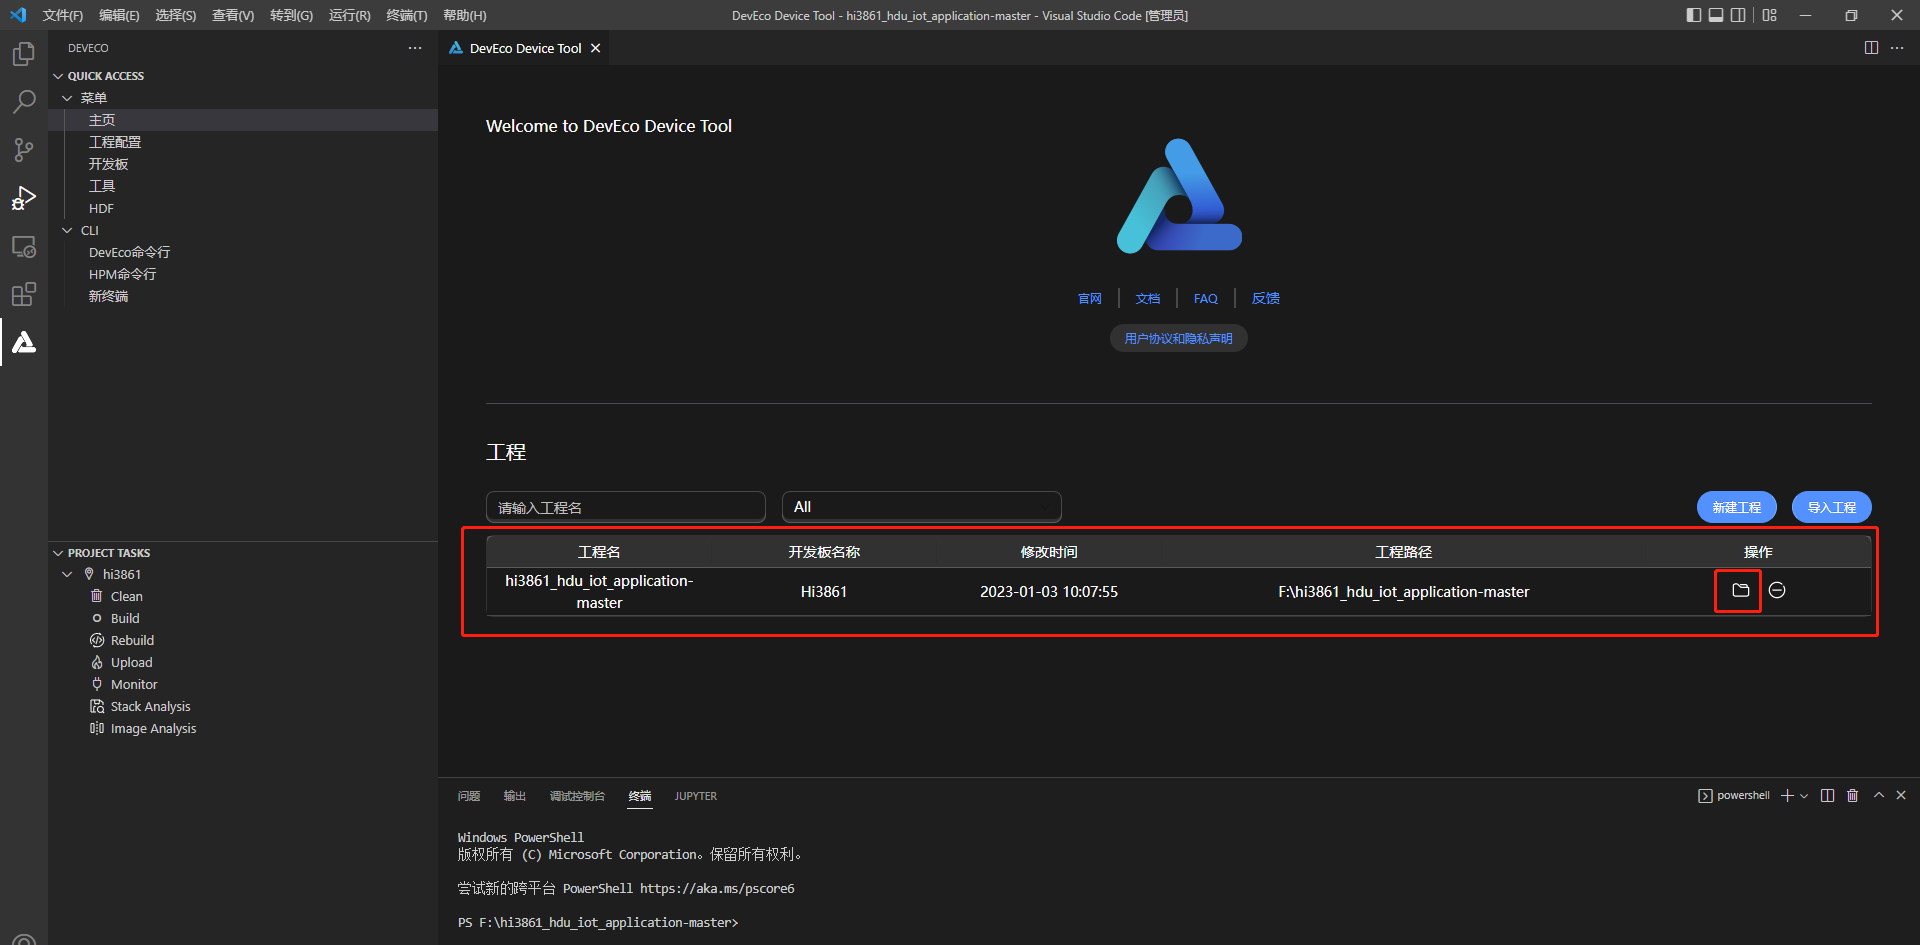 文件(F) 编辑(E) 选择(S) 查看(V) 转到(G) 运行(R) 终端(T) 帮助(H)
DevEco Device Tool - hi3861_hdu_iot_application-master - Visual Studio Code [管理员]
DEVECO
QUICK ACCESS
菜单
主页
工程配置
开发板
工具
HDF
CLI
DevEco命令行
HPM命令行
新终端
PROJECT TASKS
hi3861
Clean
Build
Rebuild
Upload
Monitor
Stack Analysis
Image Analysis
DevEco Device Tool
Welcome to DevEco Device Tool
官网 文档 FAQ 反馈
用户协议和隐私声明
工程
请输入工程名 All 新建工程 导入工程
工程名 开发板名称 修改时间 工程路径 操作
hi3861_hdu_iot_application-
master
Hi3861 2023-01-03 10:07:55 F:\hi3861_hdu_iot_application-master
问题 输出 调试控制台 终端 JUPYTER
powershell
Windows PowerShell
版权所有 (C) Microsoft Corporation。保留所有权利。
尝试新的跨平台 PowerShell https://aka.ms/pscore6
PS F:\hi3861_hdu_iot_application-master>